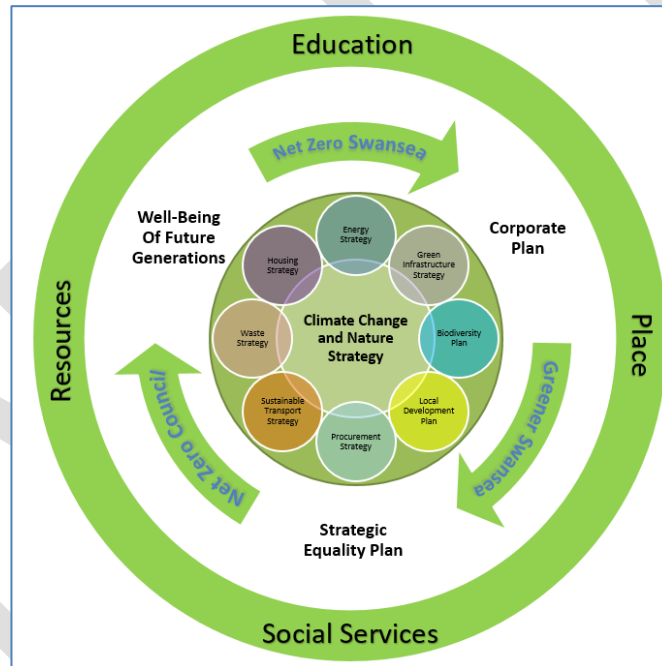 Education
Net Zero Swansea
Well-Being
Of Future
Generations
Corporate
Plan
Energy
Strategy
Housing
Strategy
Green
Infrastructure
Strategy
Waste
Strategy
Climate Change
and Nature
Strategy
Biodiversity
Plan
Resources
Place
Sustainable
Transport
Strategy
Local
Development
Plan
Procurement
Strategy
Net Zero Council
Greener Swansea
Strategic
Equality Plan
Social Services